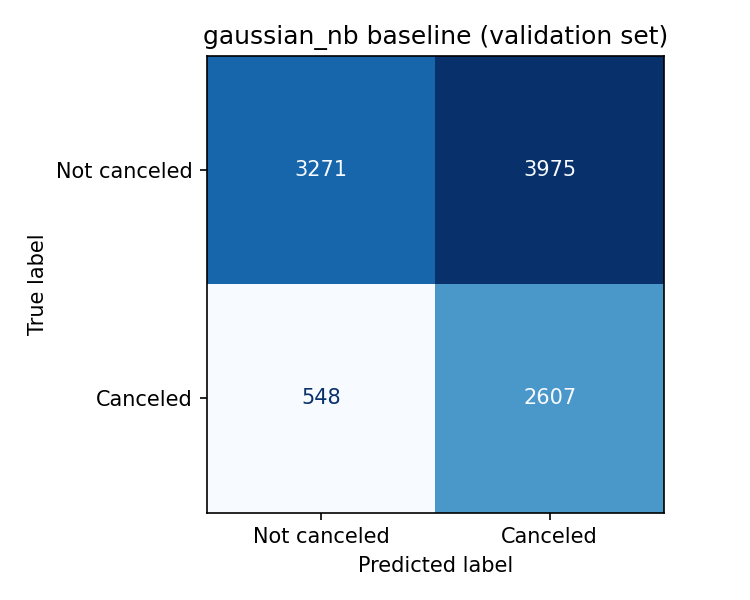 gaussian_nb baseline (validation set)
Not canceled
3271
3975
Canceled
548
2607
True label
Not canceled
Canceled
Predicted label